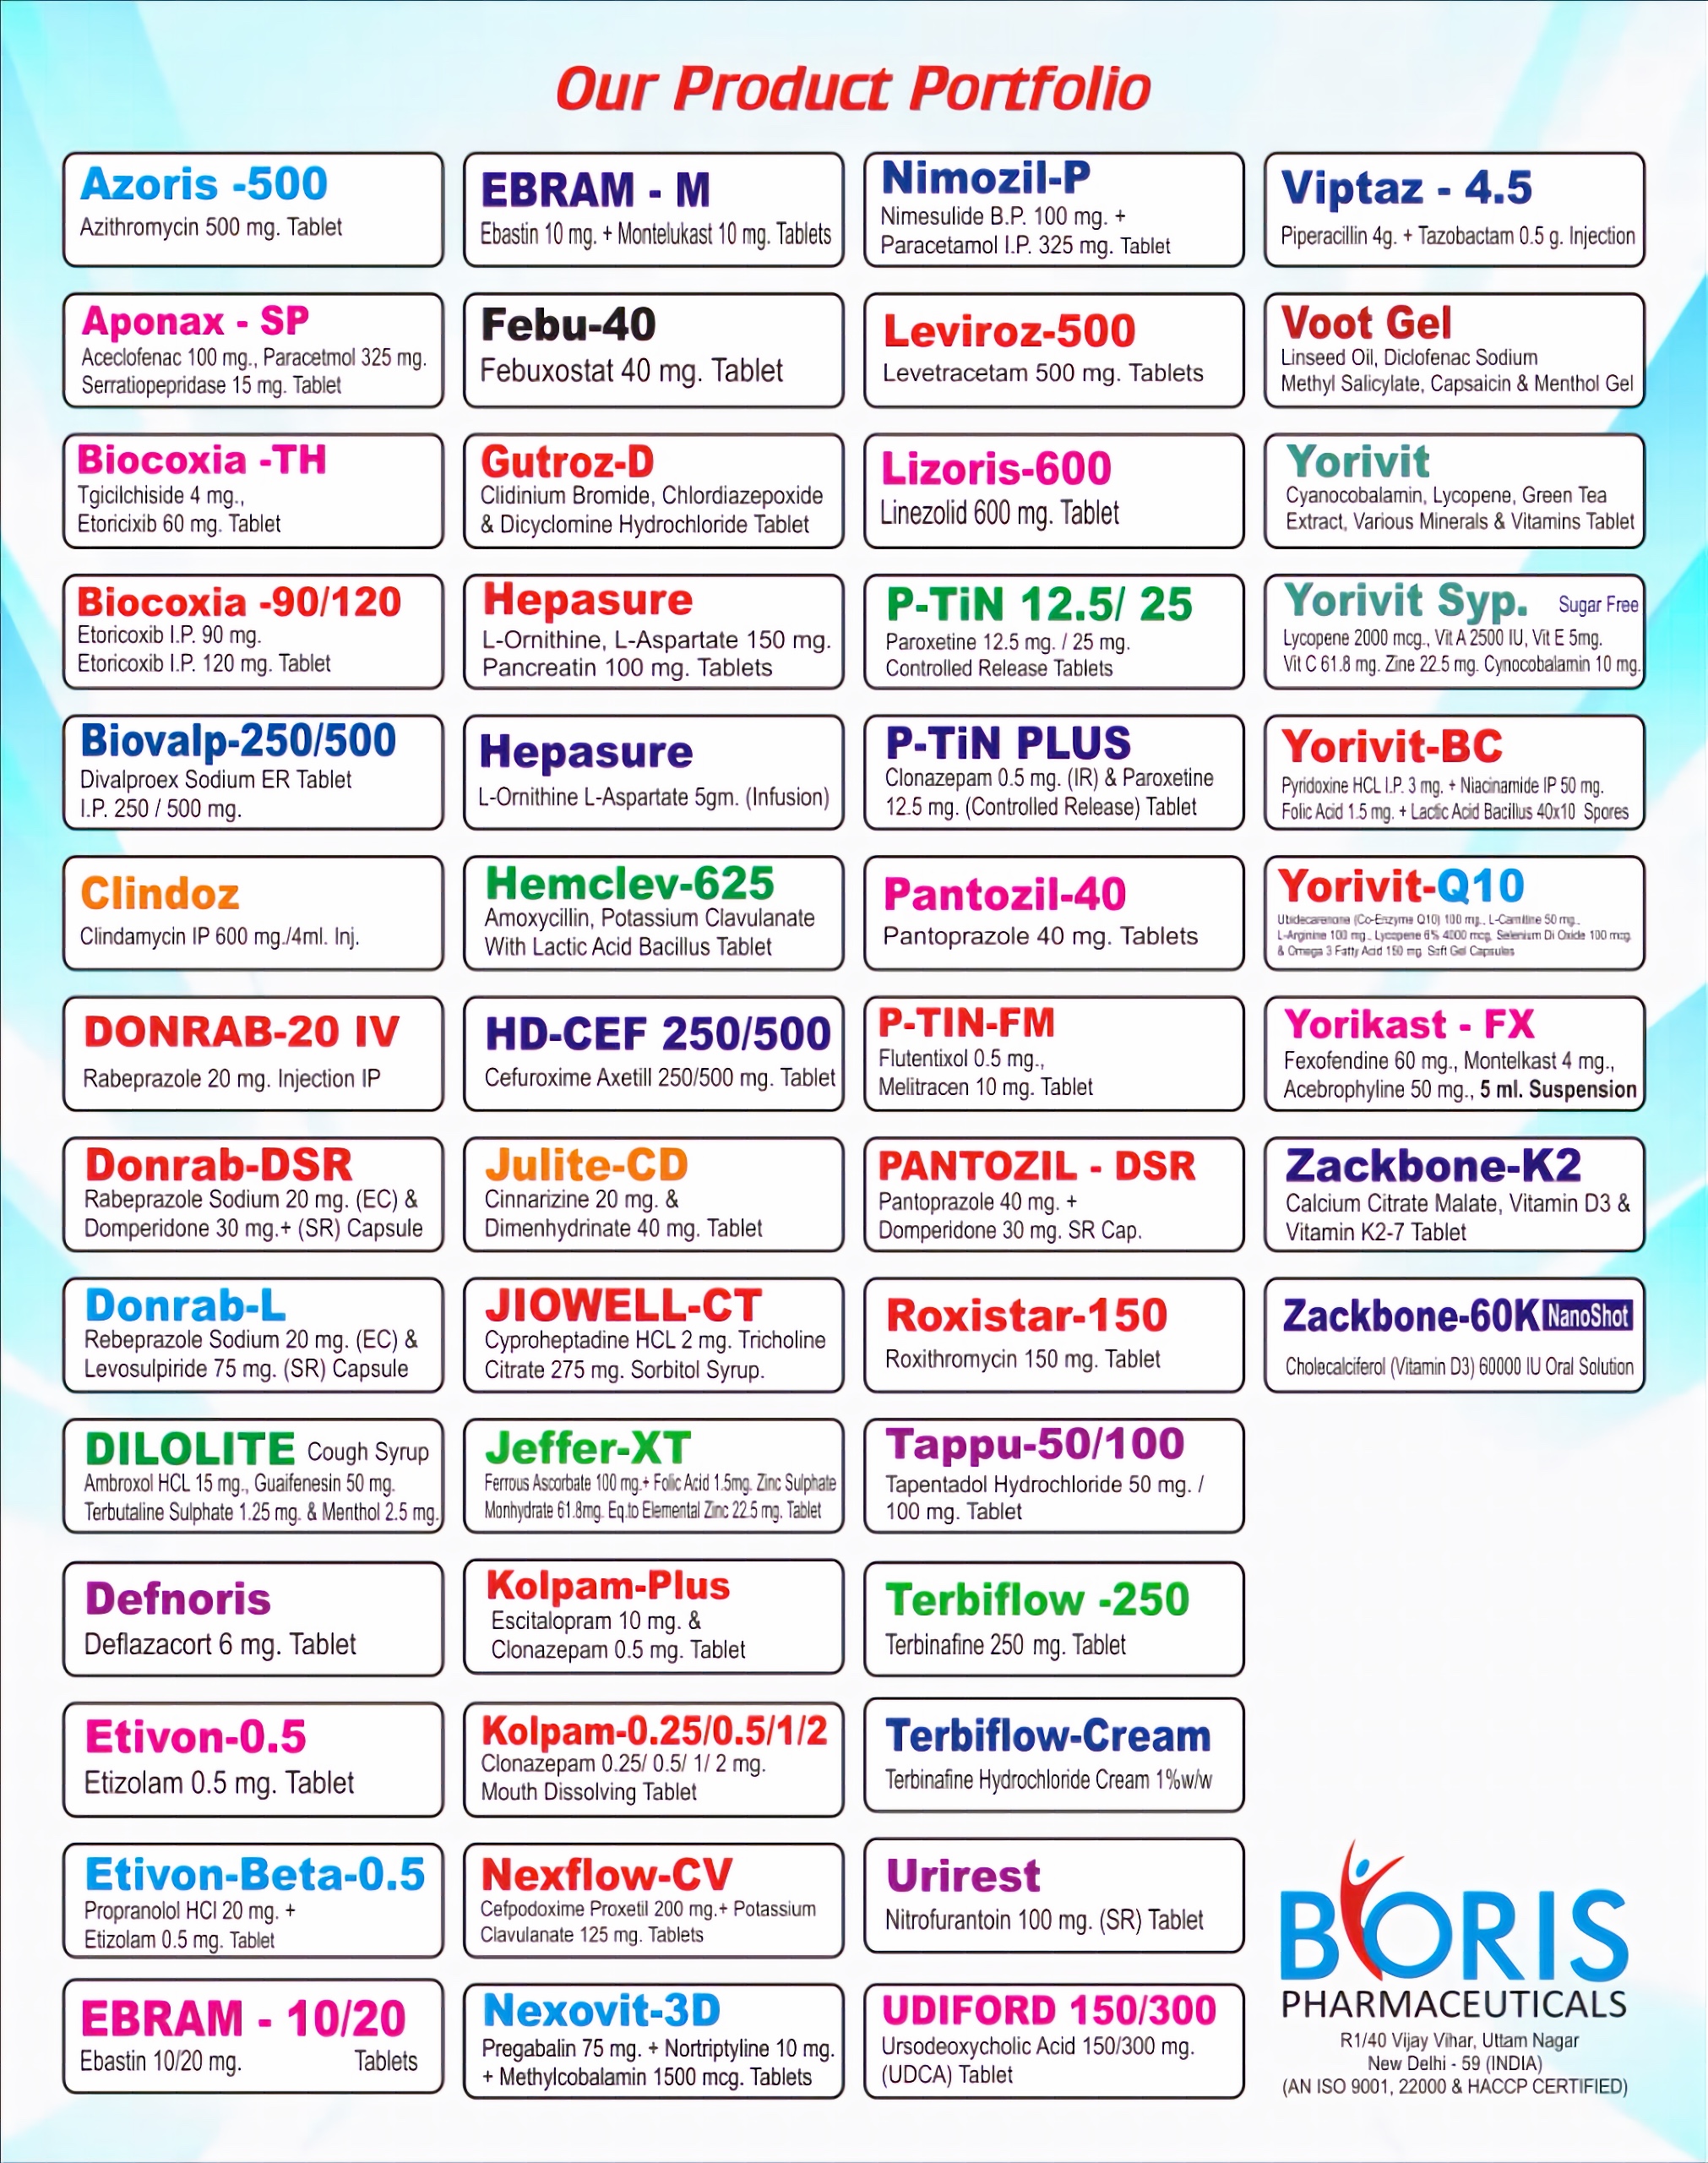 Our Product Portfolio
Azoris -500
Azithromycin 500 mg. Tablet
Aponax - SP
Aceclofenac 100 mg., Paracetmol 325 mg.
Serratiopepridase 15 mg. Tablet
Biocoxia -TH
Tgicilchiside 4 mg.,
Etoricixib 60 mg. Tablet
Biocoxia -90/120
Etoricoxib I.P. 90 mg.
Etoricoxib I.P. 120 mg. Tablet
Biovalp-250/500
Divalproex Sodium ER Tablet
I.P. 250 / 500 mg.
Clindoz
Clindamycin IP 600 mg./4ml. Inj.
DONRAB-20 IV
Rabeprazole 20 mg. Injection IP
Donrab-DSR
Rabeprazole Sodium 20 mg. (EC) &
Domperidone 30 mg.+ (SR) Capsule
Donrab-L
Rebeprazole Sodium 20 mg. (EC) &
Levosulpiride 75 mg. (SR) Capsule
DILOLITE Cough Syrup
Ambroxol HCL 15 mg., Guaifenesin 50 mg.
Terbutaline Sulphate 1.25 mg. & Menthol 2.5 mg.
Defnoris
Deflazacort 6 mg. Tablet
Etivon-0.5
Etizolam 0.5 mg. Tablet
Etivon-Beta-0.5
Propranolol HCl 20 mg. +
Etizolam 0.5 mg. Tablet
EBRAM - 10/20
Ebastin 10/20 mg. Tablets
EBRAM - M
Ebastin 10 mg. + Montelukast 10 mg. Tablets
Febu-40
Febuxostat 40 mg. Tablet
Gutroz-D
Clidinium Bromide, Chlordiazepoxide
& Dicyclomine Hydrochloride Tablet
Hepasure
L-Ornithine, L-Aspartate 150 mg.
Pancreatin 100 mg. Tablets
Hepasure
L-Ornithine L-Aspartate 5gm. (Infusion)
Hemclev-625
Amoxycillin, Potassium Clavulanate
With Lactic Acid Bacillus Tablet
HD-CEF 250/500
Cefuroxime Axetill 250/500 mg. Tablet
Julite-CD
Cinnarizine 20 mg. &
Dimenhydrinate 40 mg. Tablet
JIOWELL-CT
Cyproheptadine HCL 2 mg. Tricholine
Citrate 275 mg. Sorbitol Syrup.
Jeffer-XT
Ferrous Ascorbate 100 mg.+ Folic Acid 1.5mg. Zinc Sulphate
Monhydrate 61.8mg. Eq.to Elemental Zinc 22.5 mg. Tablet
Kolpam-Plus
Escitalopram 10 mg. &
Clonazepam 0.5 mg. Tablet
Kolpam-0.25/0.5/1/2
Clonazepam 0.25/ 0.5/ 1/ 2 mg.
Mouth Dissolving Tablet
Nexflow-CV
Cefpodoxime Proxetil 200 mg.+ Potassium
Clavulanate 125 mg. Tablets
Nexovit-3D
Pregabalin 75 mg. + Nortriptyline 10 mg.
+ Methylcobalamin 1500 mcg. Tablets
Nimozil-P
Nimesulide B.P. 100 mg. +
Paracetamol I.P. 325 mg. Tablet
Leviroz-500
Levetracetam 500 mg. Tablets
Lizoris-600
Linezolid 600 mg. Tablet
P-TiN 12.5/ 25
Paroxetine 12.5 mg. / 25 mg.
Controlled Release Tablets
P-TiN PLUS
Clonazepam 0.5 mg. (IR) & Paroxetine
12.5 mg. (Controlled Release) Tablet
Pantozil-40
Pantoprazole 40 mg. Tablets
P-TIN-FM
Flutentixol 0.5 mg.,
Melitracen 10 mg. Tablet
PANTOZIL - DSR
Pantoprazole 40 mg. +
Domperidone 30 mg. SR Cap.
Roxistar-150
Roxithromycin 150 mg. Tablet
Tappu-50/100
Tapentadol Hydrochloride 50 mg. /
100 mg. Tablet
Terbiflow -250
Terbinafine 250 mg. Tablet
Terbiflow-Cream
Terbinafine Hydrochloride Cream 1%w/w
Urirest
Nitrofurantoin 100 mg. (SR) Tablet
UDIFORD 150/300
Ursodeoxycholic Acid 150/300 mg.
(UDCA) Tablet
Viptaz - 4.5
Piperacillin 4g. + Tazobactam 0.5 g. Injection
Voot Gel
Linseed Oil, Diclofenac Sodium
Methyl Salicylate, Capsaicin & Menthol Gel
Yorivit
Cyanocobalamin, Lycopene, Green Tea
Extract, Various Minerals & Vitamins Tablet
Yorivit Syp. Sugar Free
Lycopene 2000 mcg., Vit A 2500 IU, Vit E 5mg.
Vit C 61.8 mg. Zine 22.5 mg. Cynocobalamin 10 mg.
Yorivit-BC
Pyridoxine HCL I.P. 3 mg. + Niacinamide IP 50 mg.
Folic Acid 1.5 mg. + Lactic Acid Bacillus 40x10 Spores
Yorivit-Q10
Ubidecarenone (Co-Enzyme Q10) 100 mg., L-Carnitine 50 mg.,
L-Arginine 100 mg., Lycopene 6% 4000 mcg, Selenium Di Oxide 100 mcg.
& Omega 3 Fatty Acid 150 mg. Soft Gel Capsules
Yorikast - FX
Fexofendine 60 mg., Montelkast 4 mg.,
Acebrophyline 50 mg., 5 ml. Suspension
Zackbone-K2
Calcium Citrate Malate, Vitamin D3 &
Vitamin K2-7 Tablet
Zackbone-60K NanoShot
Cholecalciferol (Vitamin D3) 60000 IU Oral Solution
BORIS
PHARMACEUTICALS
R1/40 Vijay Vihar, Uttam Nagar
New Delhi - 59 (INDIA)
(AN ISO 9001, 22000 & HACCP CERTIFIED)